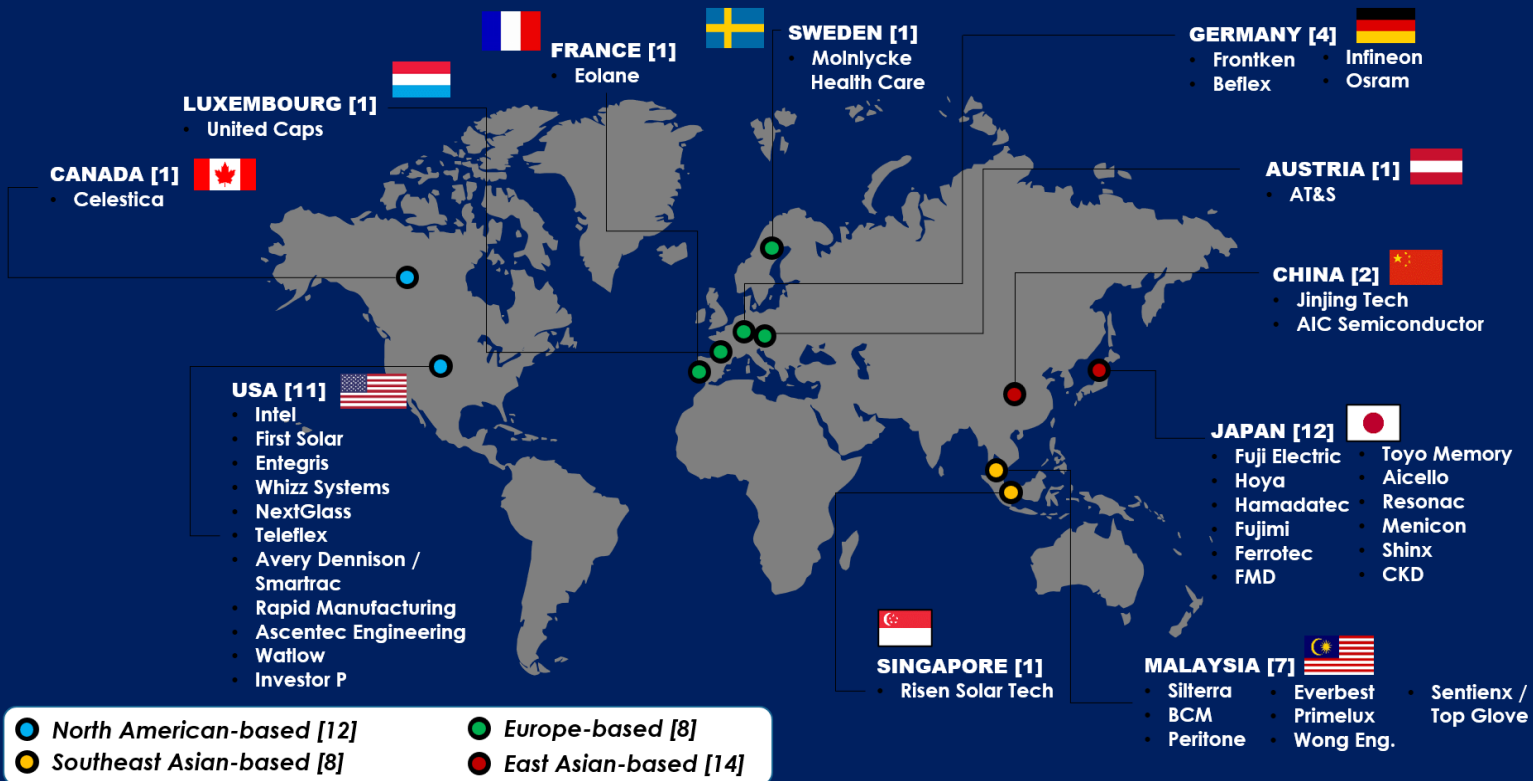 FRANCE [1]
• Eolane
SWEDEN [1]
• Molnlycke
Health Care
GERMANY [4]
• Frontken
• Beflex
• Infineon
• Osram
LUXEMBOURG [1]
• United Caps
CANADA [1]
• Celestica
AUSTRIA [1]
• AT&S
CHINA [2]
• Jinjing Tech
• AIC Semiconductor
USA [11]
• Intel
• First Solar
• Entegris
• Whizz Systems
• NextGlass
• Teleflex
• Avery Dennison /
Smartrac
• Rapid Manufacturing
• Ascentec Engineering
• Watlow
• Investor P
JAPAN [12]
• Fuji Electric
• Hoya
• Hamadatec
• Fujimi
• Ferrotec
• FMD
• Toyo Memory
• Aicello
• Resonac
• Menicon
• Shinx
• CKD
SINGAPORE [1]
• Risen Solar Tech
MALAYSIA [7]
• Silterra
• BCM
• Peritone
• Everbest
• Primelux
• Wong Eng.
• Sentienx /
Top Glove
North American-based [12]
Southeast Asian-based [8]
Europe-based [8]
East Asian-based [14]